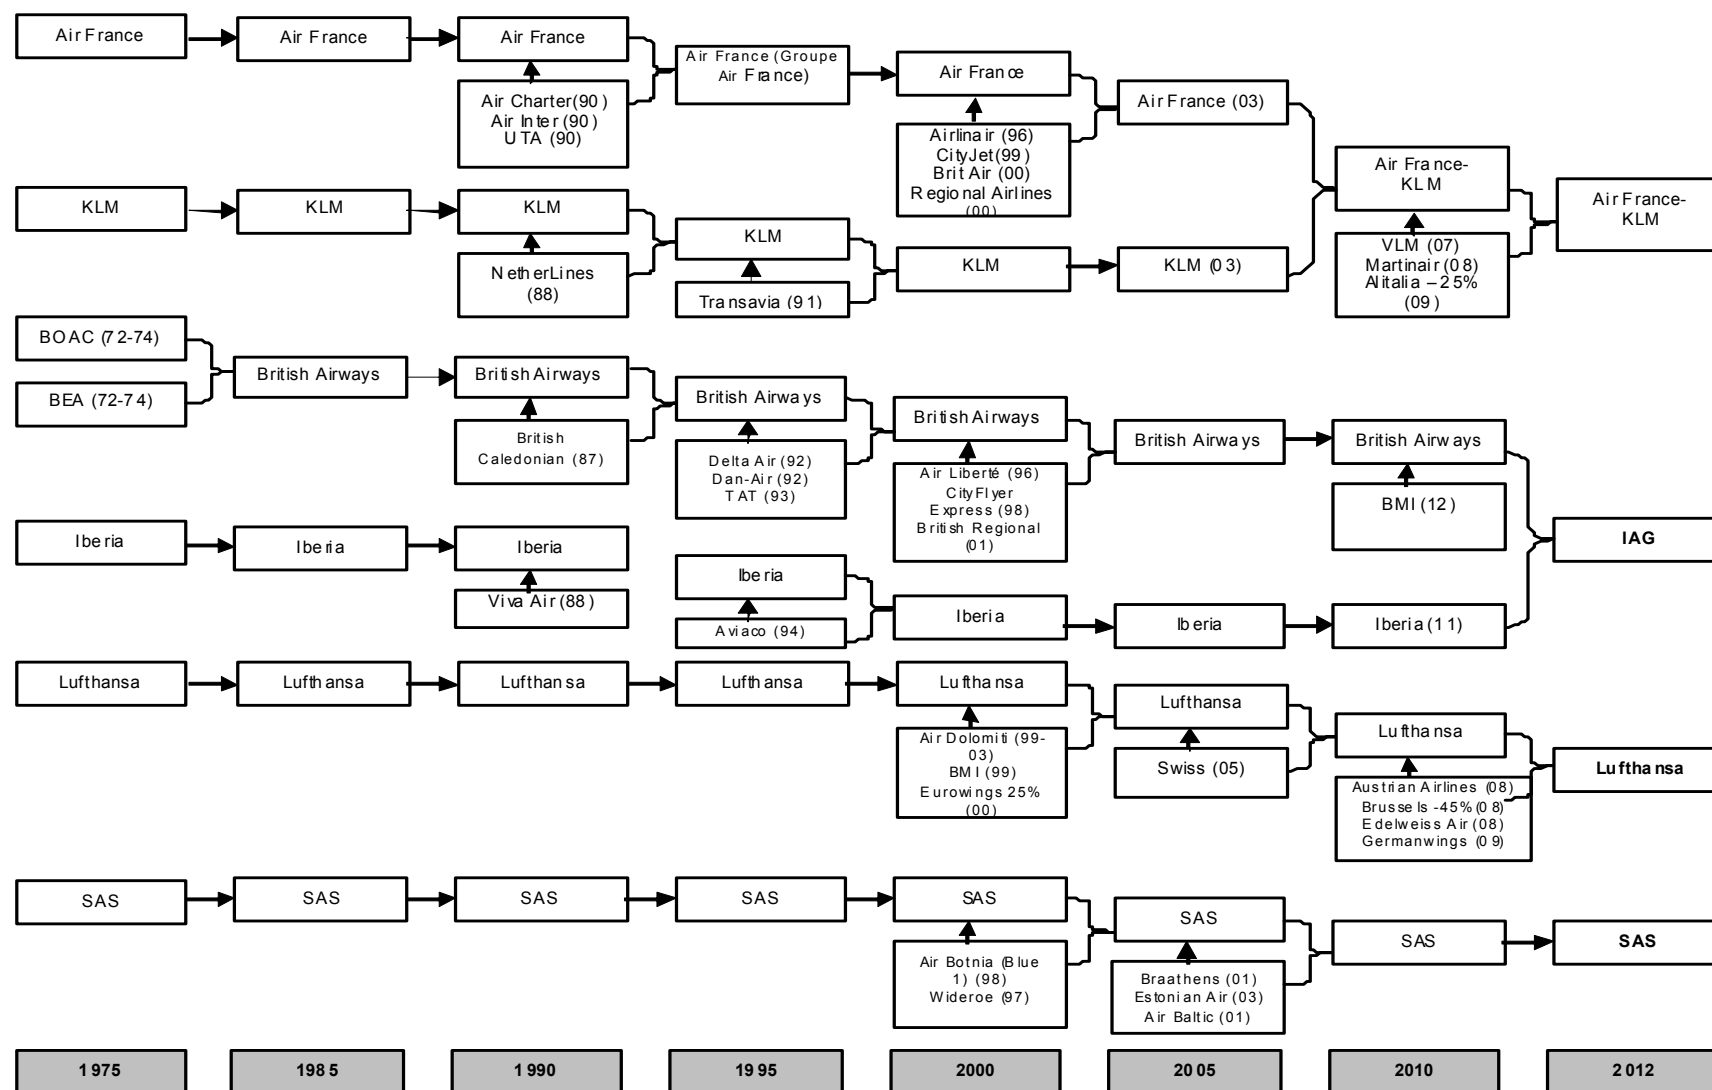 Air France
Air France
Air France
Air Charter (90)
Air Inter (90)
UTA (90)
Air France (Groupe
Air France)
Air France
Airlinair (96)
CityJet (99)
Brit Air (00)
Regional Airlines
(00)
Air France (03)
Air France-
KLM
VLM (07)
Martinair (08)
Alitalia – 25%
(09)
Air France-
KLM
KLM
KLM
KLM
NetherLines
(88)
KLM
Transavia (91)
KLM
KLM (03)
BOAC (72-74)
BEA (72-74)
British Airways
British Airways
British
Caledonian (87)
British Airways
Delta Air (92)
Dan-Air (92)
TAT (93)
British Airways
Air Liberté (96)
CityFlyer
Express (98)
British Regional
(01)
British Airways
British Airways
BMI (12)
IAG
Iberia
Iberia
Iberia
Viva Air (88)
Iberia
Aviaco (94)
Iberia
Iberia
Iberia (11)
Lufthansa
Lufthansa
Lufthansa
Lufthansa
Lufthansa
Air Dolomiti (99-
03)
BMI (99)
Eurowings 25%
(00)
Lufthansa
Swiss (05)
Lufthansa
Austrian Airlines (08)
Brussels -45% (08)
Edelweiss Air (08)
Germanwings (09)
Lufthansa
SAS
SAS
SAS
SAS
SAS
Air Botnia (Blue
1) (98)
Wideroe (97)
SAS
Braathens (01)
Estonian Air (03)
Air Baltic (01)
SAS
SAS
1975
1985
1990
1995
2000
2005
2010
2012